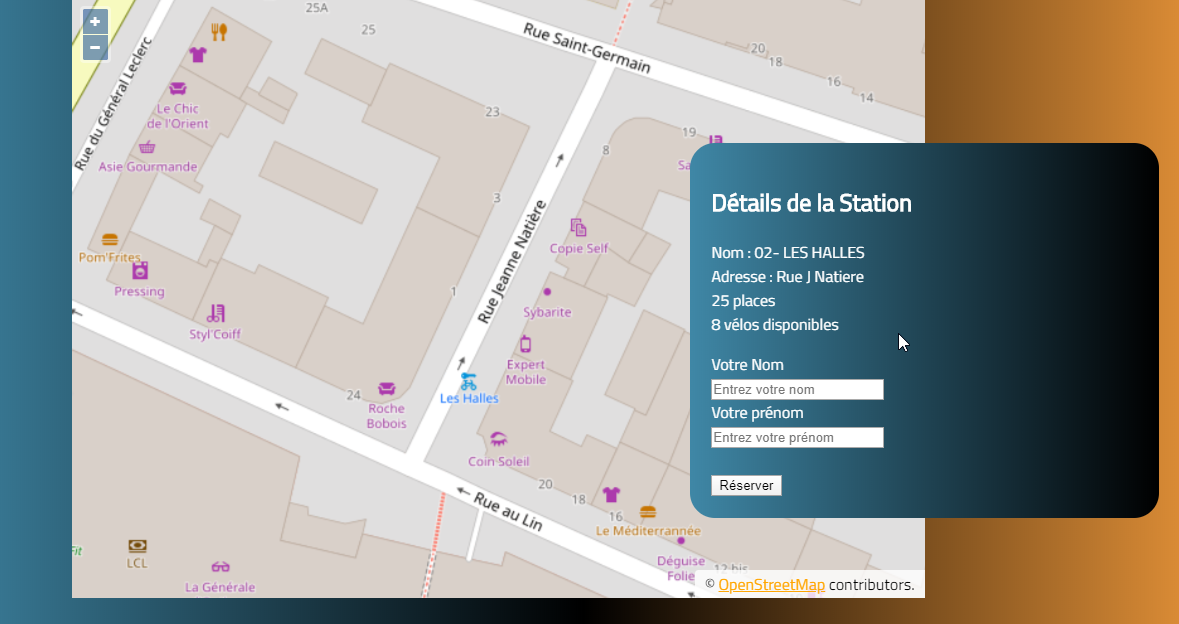 25A
25
Rue Saint-Germain
20
18
16
14
+
−
Rue du Général Leclerc
Le Chic
de l'Orient
Asie Gourmande
23
19
8
Sa
3
Rue Jeanne Natière
Copie Self
Pom'Frites
Pressing
1
Sybarite
Styl'Coiff
Expert
Mobile
24
Roche
Bobois
Les Halles
Coin Soleil
20
18
16
Rue au Lin
Le Méditerrannée
Fit
LCL
La Générale
Déguise
Folie
12 bis
© OpenStreetMap contributors.
Détails de la Station
Nom : 02- LES HALLES
Adresse : Rue J Natiere
25 places
8 vélos disponibles
Votre Nom
Entrez votre nom
Votre prénom
Entrez votre prénom
Réserver